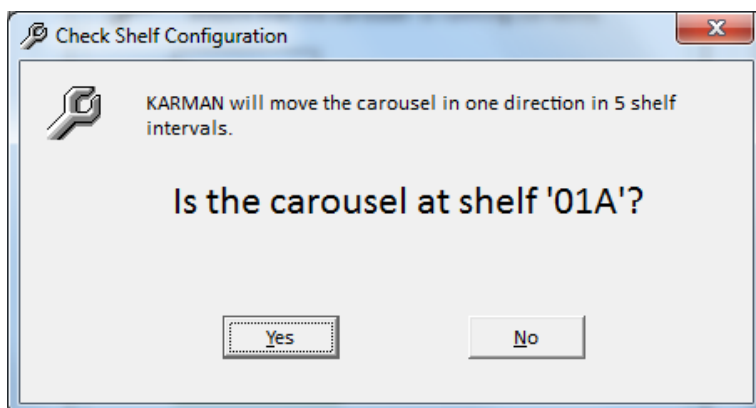 Check Shelf Configuration
KARMAN will move the carousel in one direction in 5 shelf
intervals.
Is the carousel at shelf '01A'?
Yes
No